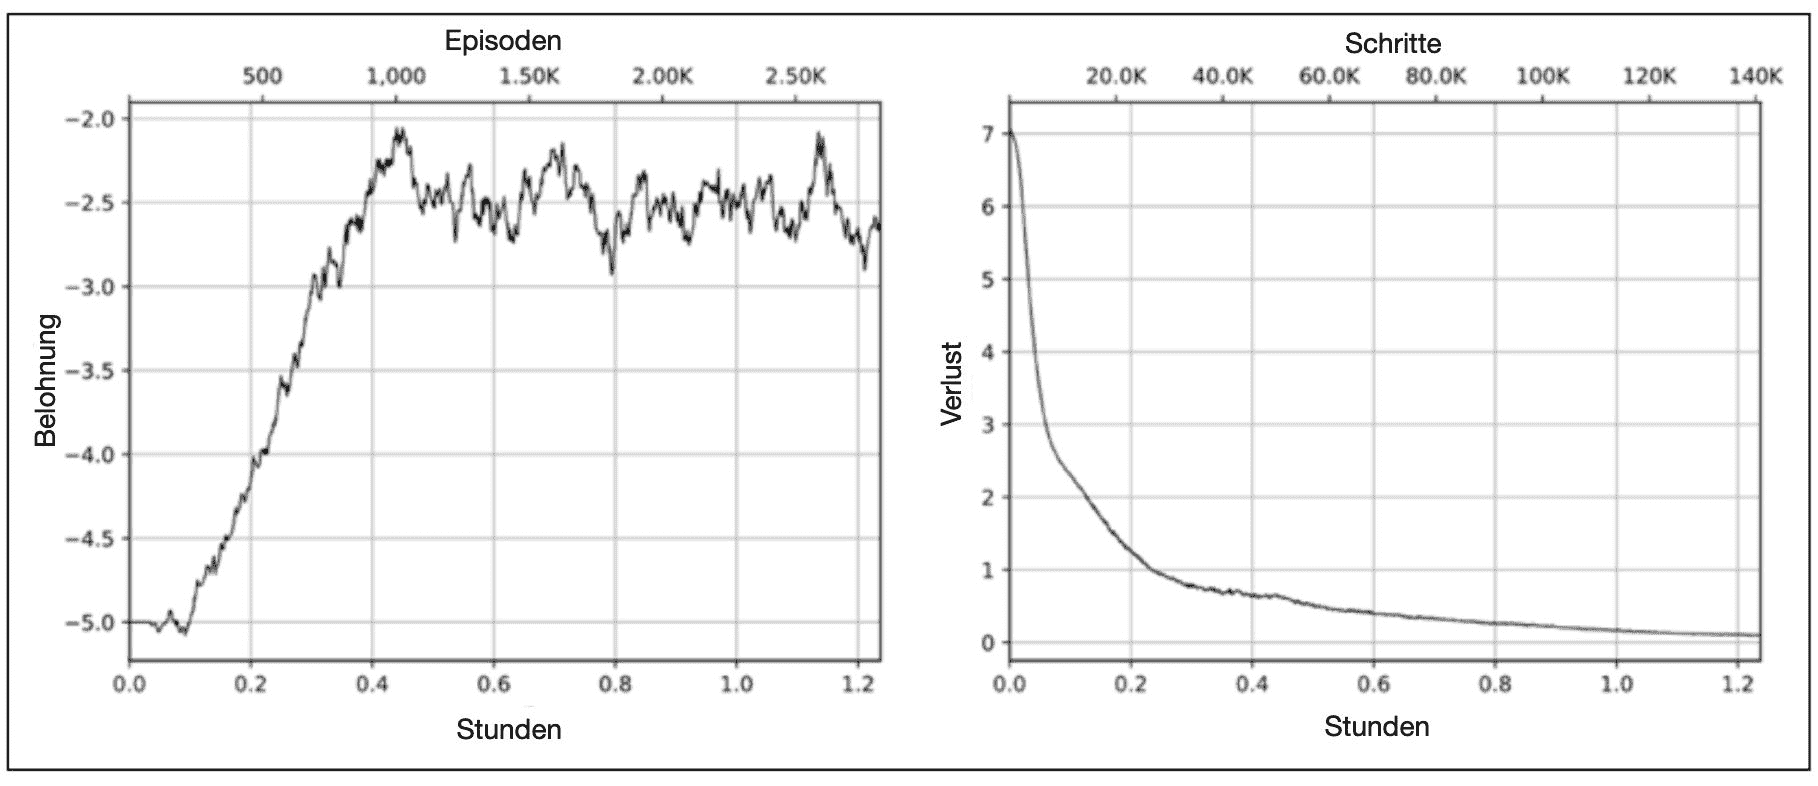 Episoden
500 1,000 1.50K 2.00K 2.50K
−2.0
−2.5
−3.0
−3.5
−4.0
−4.5
−5.0
Belohnung
0.0 0.2 0.4 0.6 0.8 1.0 1.2
Stunden
Schritte
20.0K 40.0K 60.0K 80.0K 100K 120K 140K
7
6
5
4
3
2
1
0
Verlust
0.0 0.2 0.4 0.6 0.8 1.0 1.2
Stunden